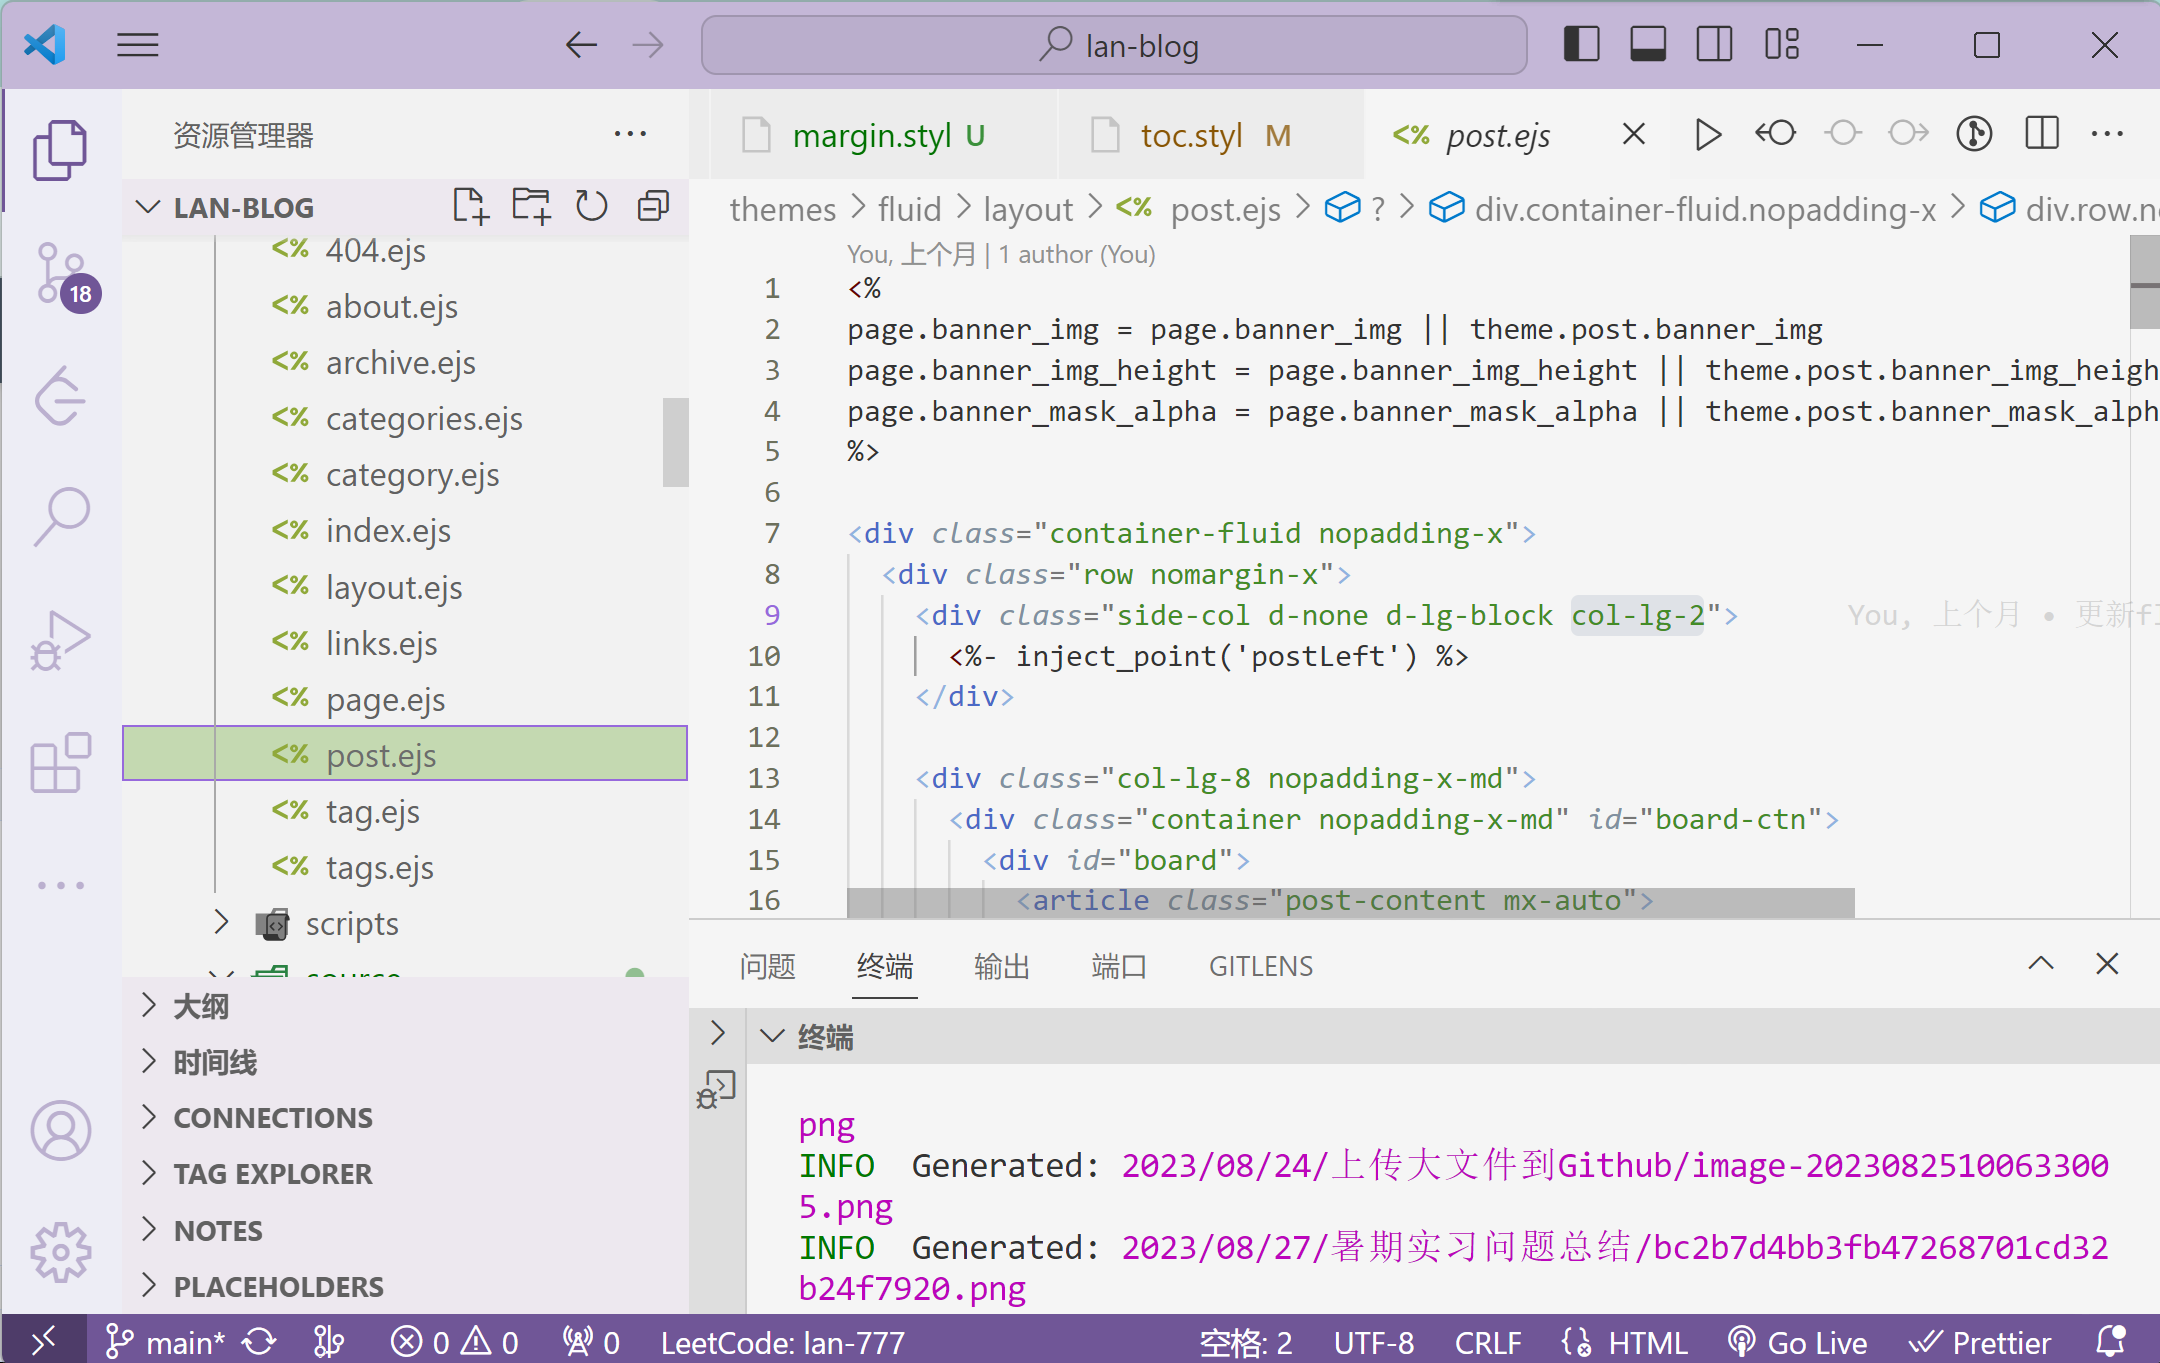 lan-blog
资源管理器
LAN-BLOG
404.ejs
about.ejs
archive.ejs
categories.ejs
category.ejs
index.ejs
layout.ejs
links.ejs
page.ejs
post.ejs
tag.ejs
tags.ejs
scripts
source
大纲
时间线
CONNECTIONS
TAG EXPLORER
NOTES
PLACEHOLDERS
18
margin.styl U
toc.styl M
<% post.ejs
themes > fluid > layout > <% post.ejs > ? > div.container-fluid.nopadding-x > div.row.n
You, 上个月 | 1 author (You)
1 <%
2 page.banner_img = page.banner_img || theme.post.banner_img
3 page.banner_img_height = page.banner_img_height || theme.post.banner_img_heigh
4 page.banner_mask_alpha = page.banner_mask_alpha || theme.post.banner_mask_alph
5 %>
6
7 <div class="container-fluid nopadding-x">
8 <div class="row nomargin-x">
9 <div class="side-col d-none d-lg-block col-lg-2"> You, 上个月 • 更新fl
10 <%- inject_point('postLeft') %>
11 </div>
12
13 <div class="col-lg-8 nopadding-x-md">
14 <div class="container nopadding-x-md" id="board-ctn">
15 <div id="board">
16 <article class="post-content mx-auto">
问题 终端 输出 端口 GITLENS
终端
png
INFO Generated: 2023/08/24/上传大文件到Github/image-2023082510063300
5.png
INFO Generated: 2023/08/27/暑期实习问题总结/bc2b7d4bb3fb47268701cd32
b24f7920.png
main* 0 0 0 LeetCode: lan-777 空格: 2 UTF-8 CRLF HTML Go Live Prettier